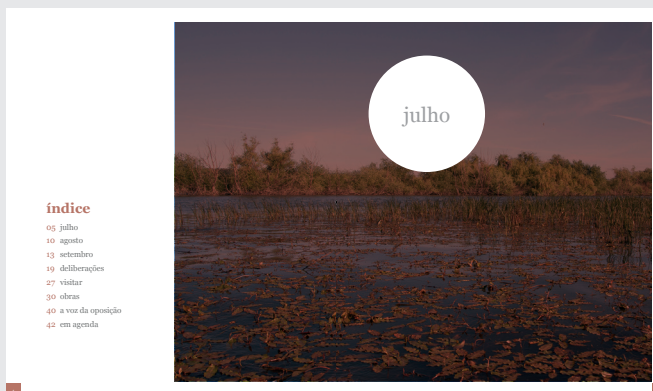 julho
índice
05 julho
10 agosto
13 setembro
19 deliberações
27 visitar
30 obras
40 a voz da oposição
42 em agenda